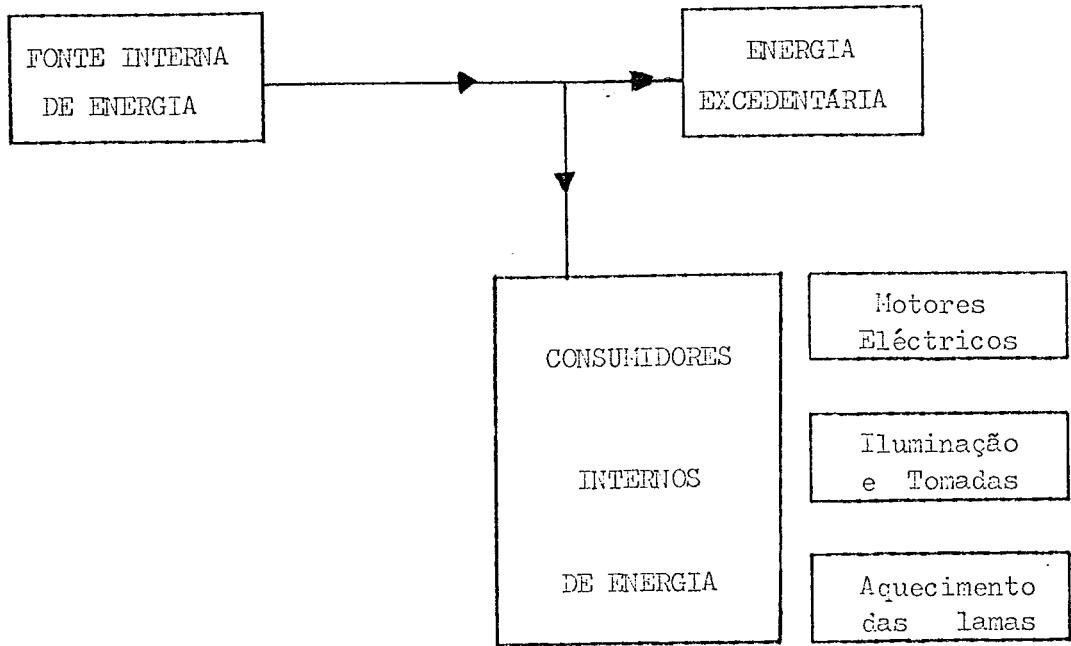 FONTE INTERNA
DE ENERGIA
ENERGIA
EXCEDENTÁRIA
CONSUMIDORES
INTERNOS
DE ENERGIA
Motores
Eléctricos
Iluminação
e Tomadas
Aquecimento
das lamas